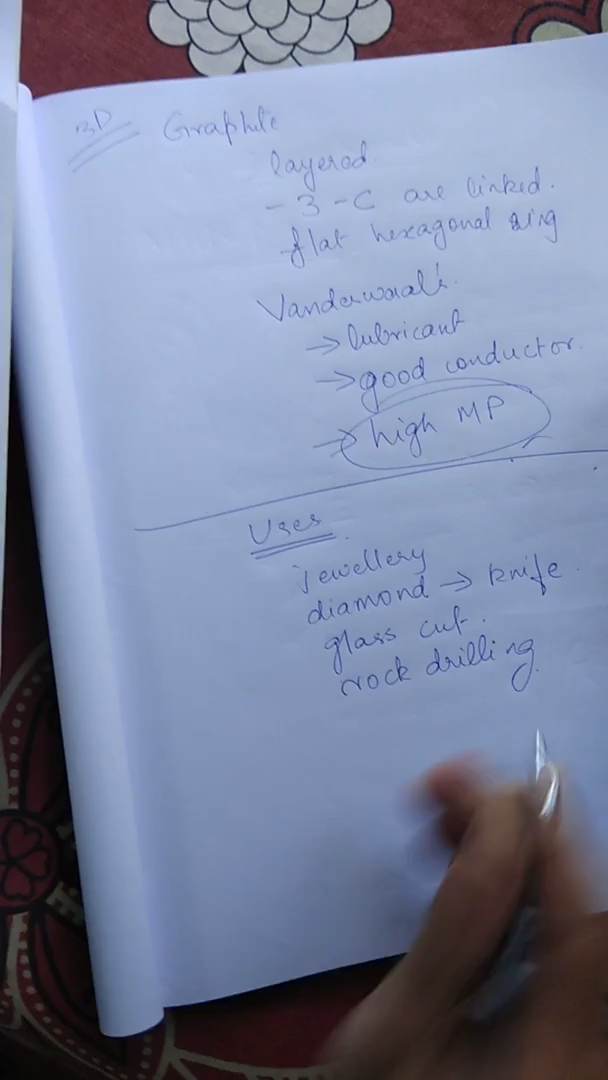 Graphite
layered.
- 3 - C are linked.
flat hexagonal ring
Vanderwaal's.
→ lubricant
→ good conductor.
→ high MP
Uses
jewellery
diamond → knife
glass cut.
rock drilling.